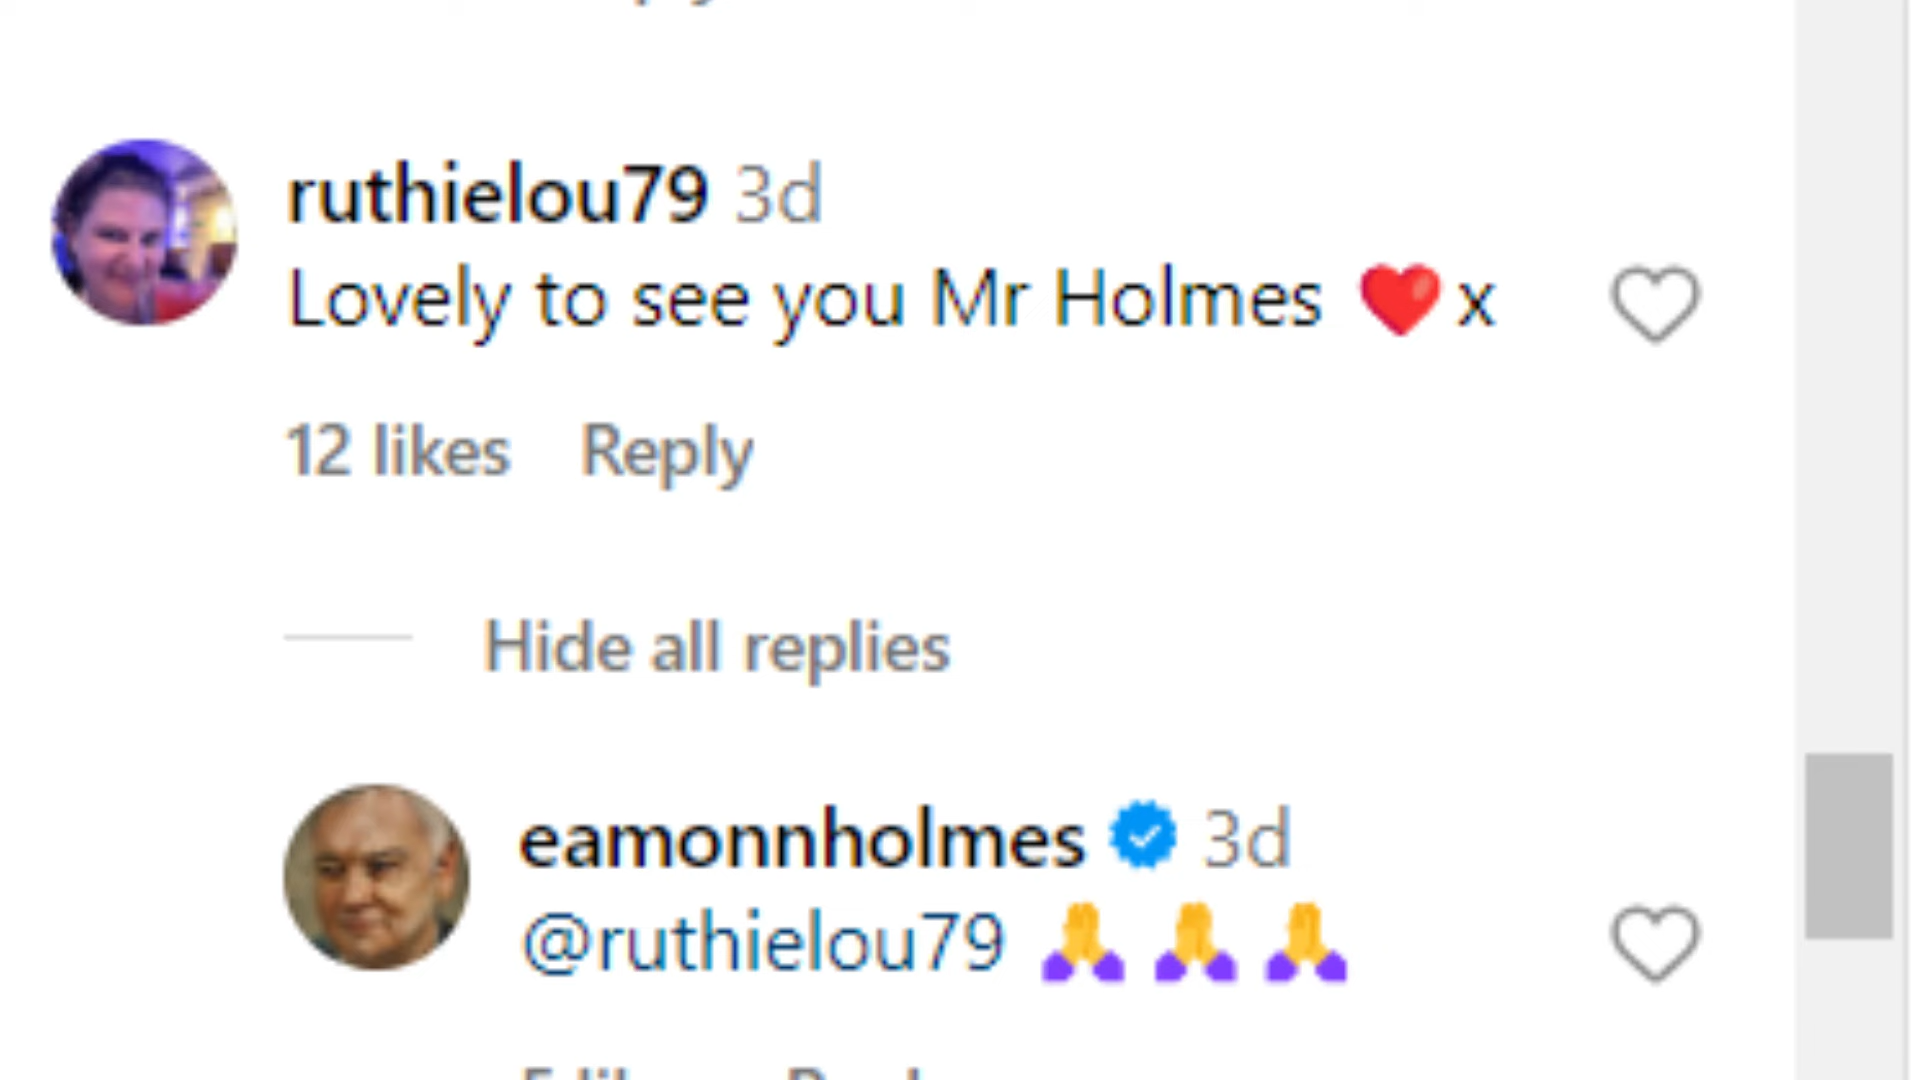 ruthielou79 3d
Lovely to see you Mr Holmes ❤️x
12 likes Reply
Hide all replies
eamonnholmes 3d
@ruthielou79 🙏🙏🙏